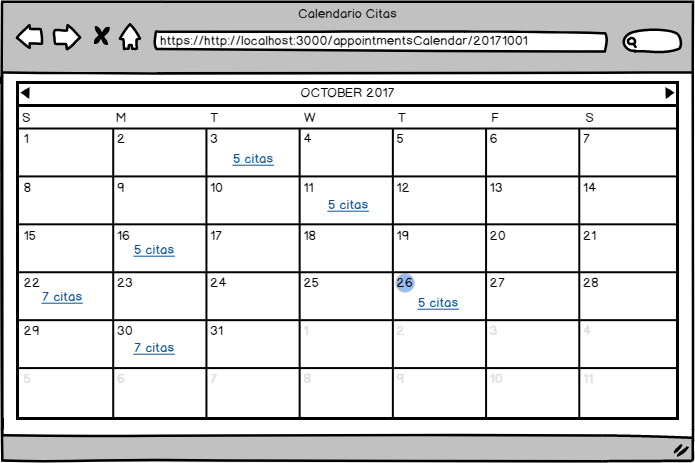 Calendario Citas
https://http://localhost:3000/appointmentsCalendar/20171001
OCTOBER 2017
S M T W T F S
1 2 3 4 5 6 7
5 citas
8 9 10 11 12 13 14
5 citas
15 16 17 18 19 20 21
5 citas
22 23 24 25 26 27 28
7 citas 5 citas
29 30 31 1 2 3 4
7 citas
5 6 7 8 9 10 11